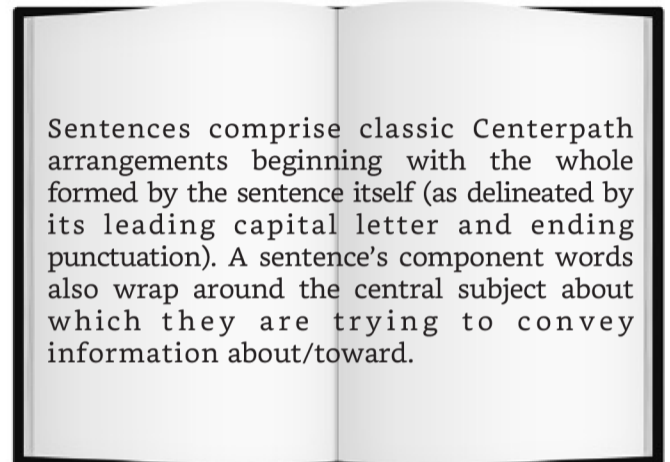 Sentences comprise classic Centerpath
arrangements beginning with the whole
formed by the sentence itself (as delineated by
its leading capital letter and ending
punctuation). A sentence’s component words
also wrap around the central subject about
which they are trying to convey
information about/toward.